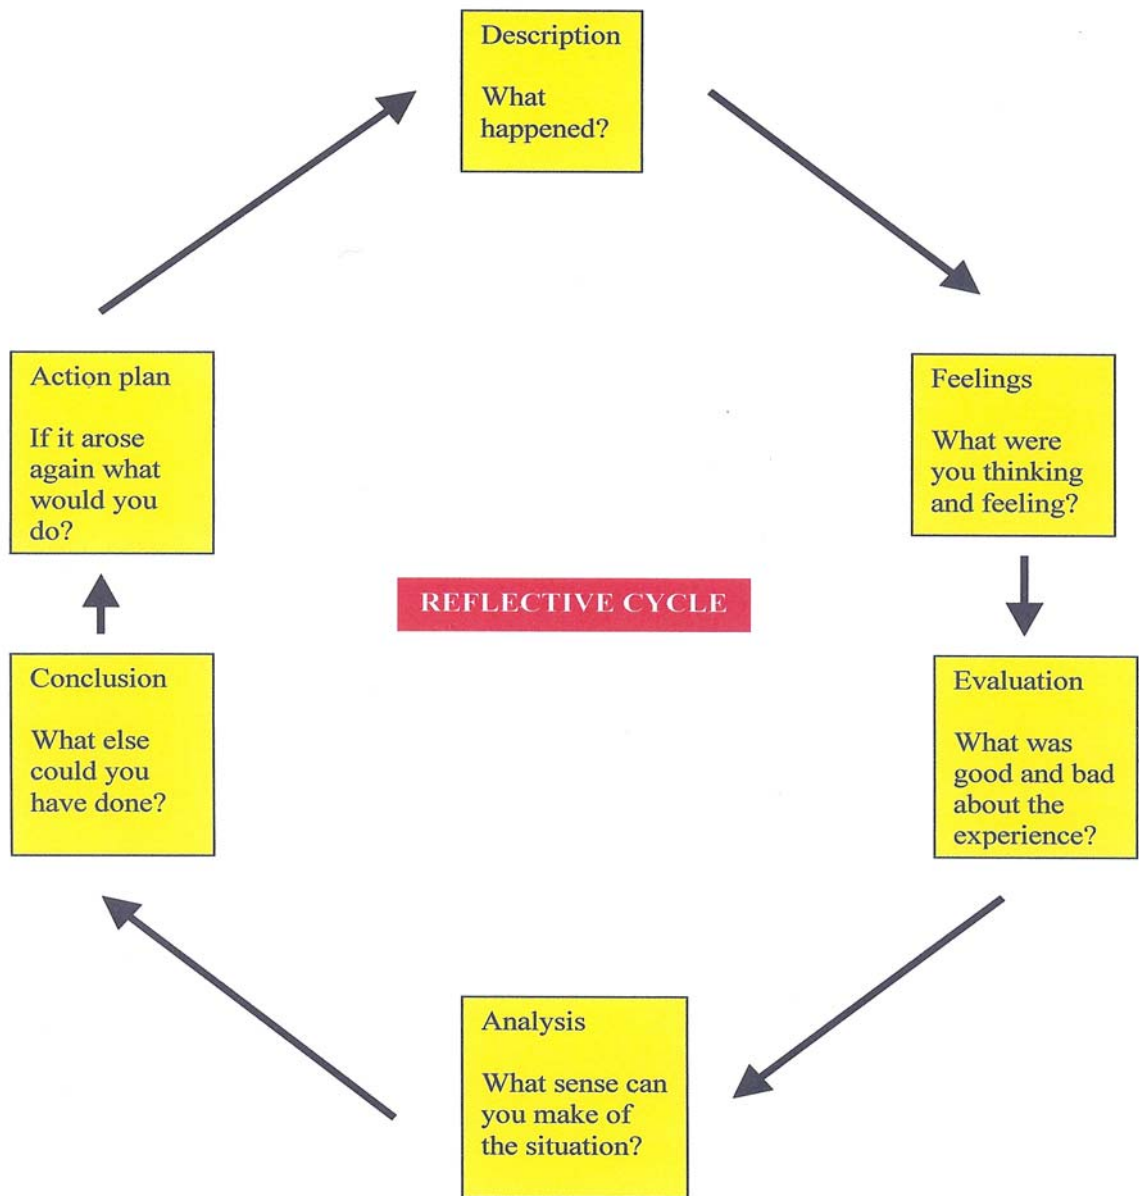 Description
What
happened?
Feelings
What were
you thinking
and feeling?
Evaluation
What was
good and bad
about the
experience?
Analysis
What sense can
you make of
the situation?
Conclusion
What else
could you
have done?
Action plan
If it arose
again what
would you
do?
REFLECTIVE CYCLE